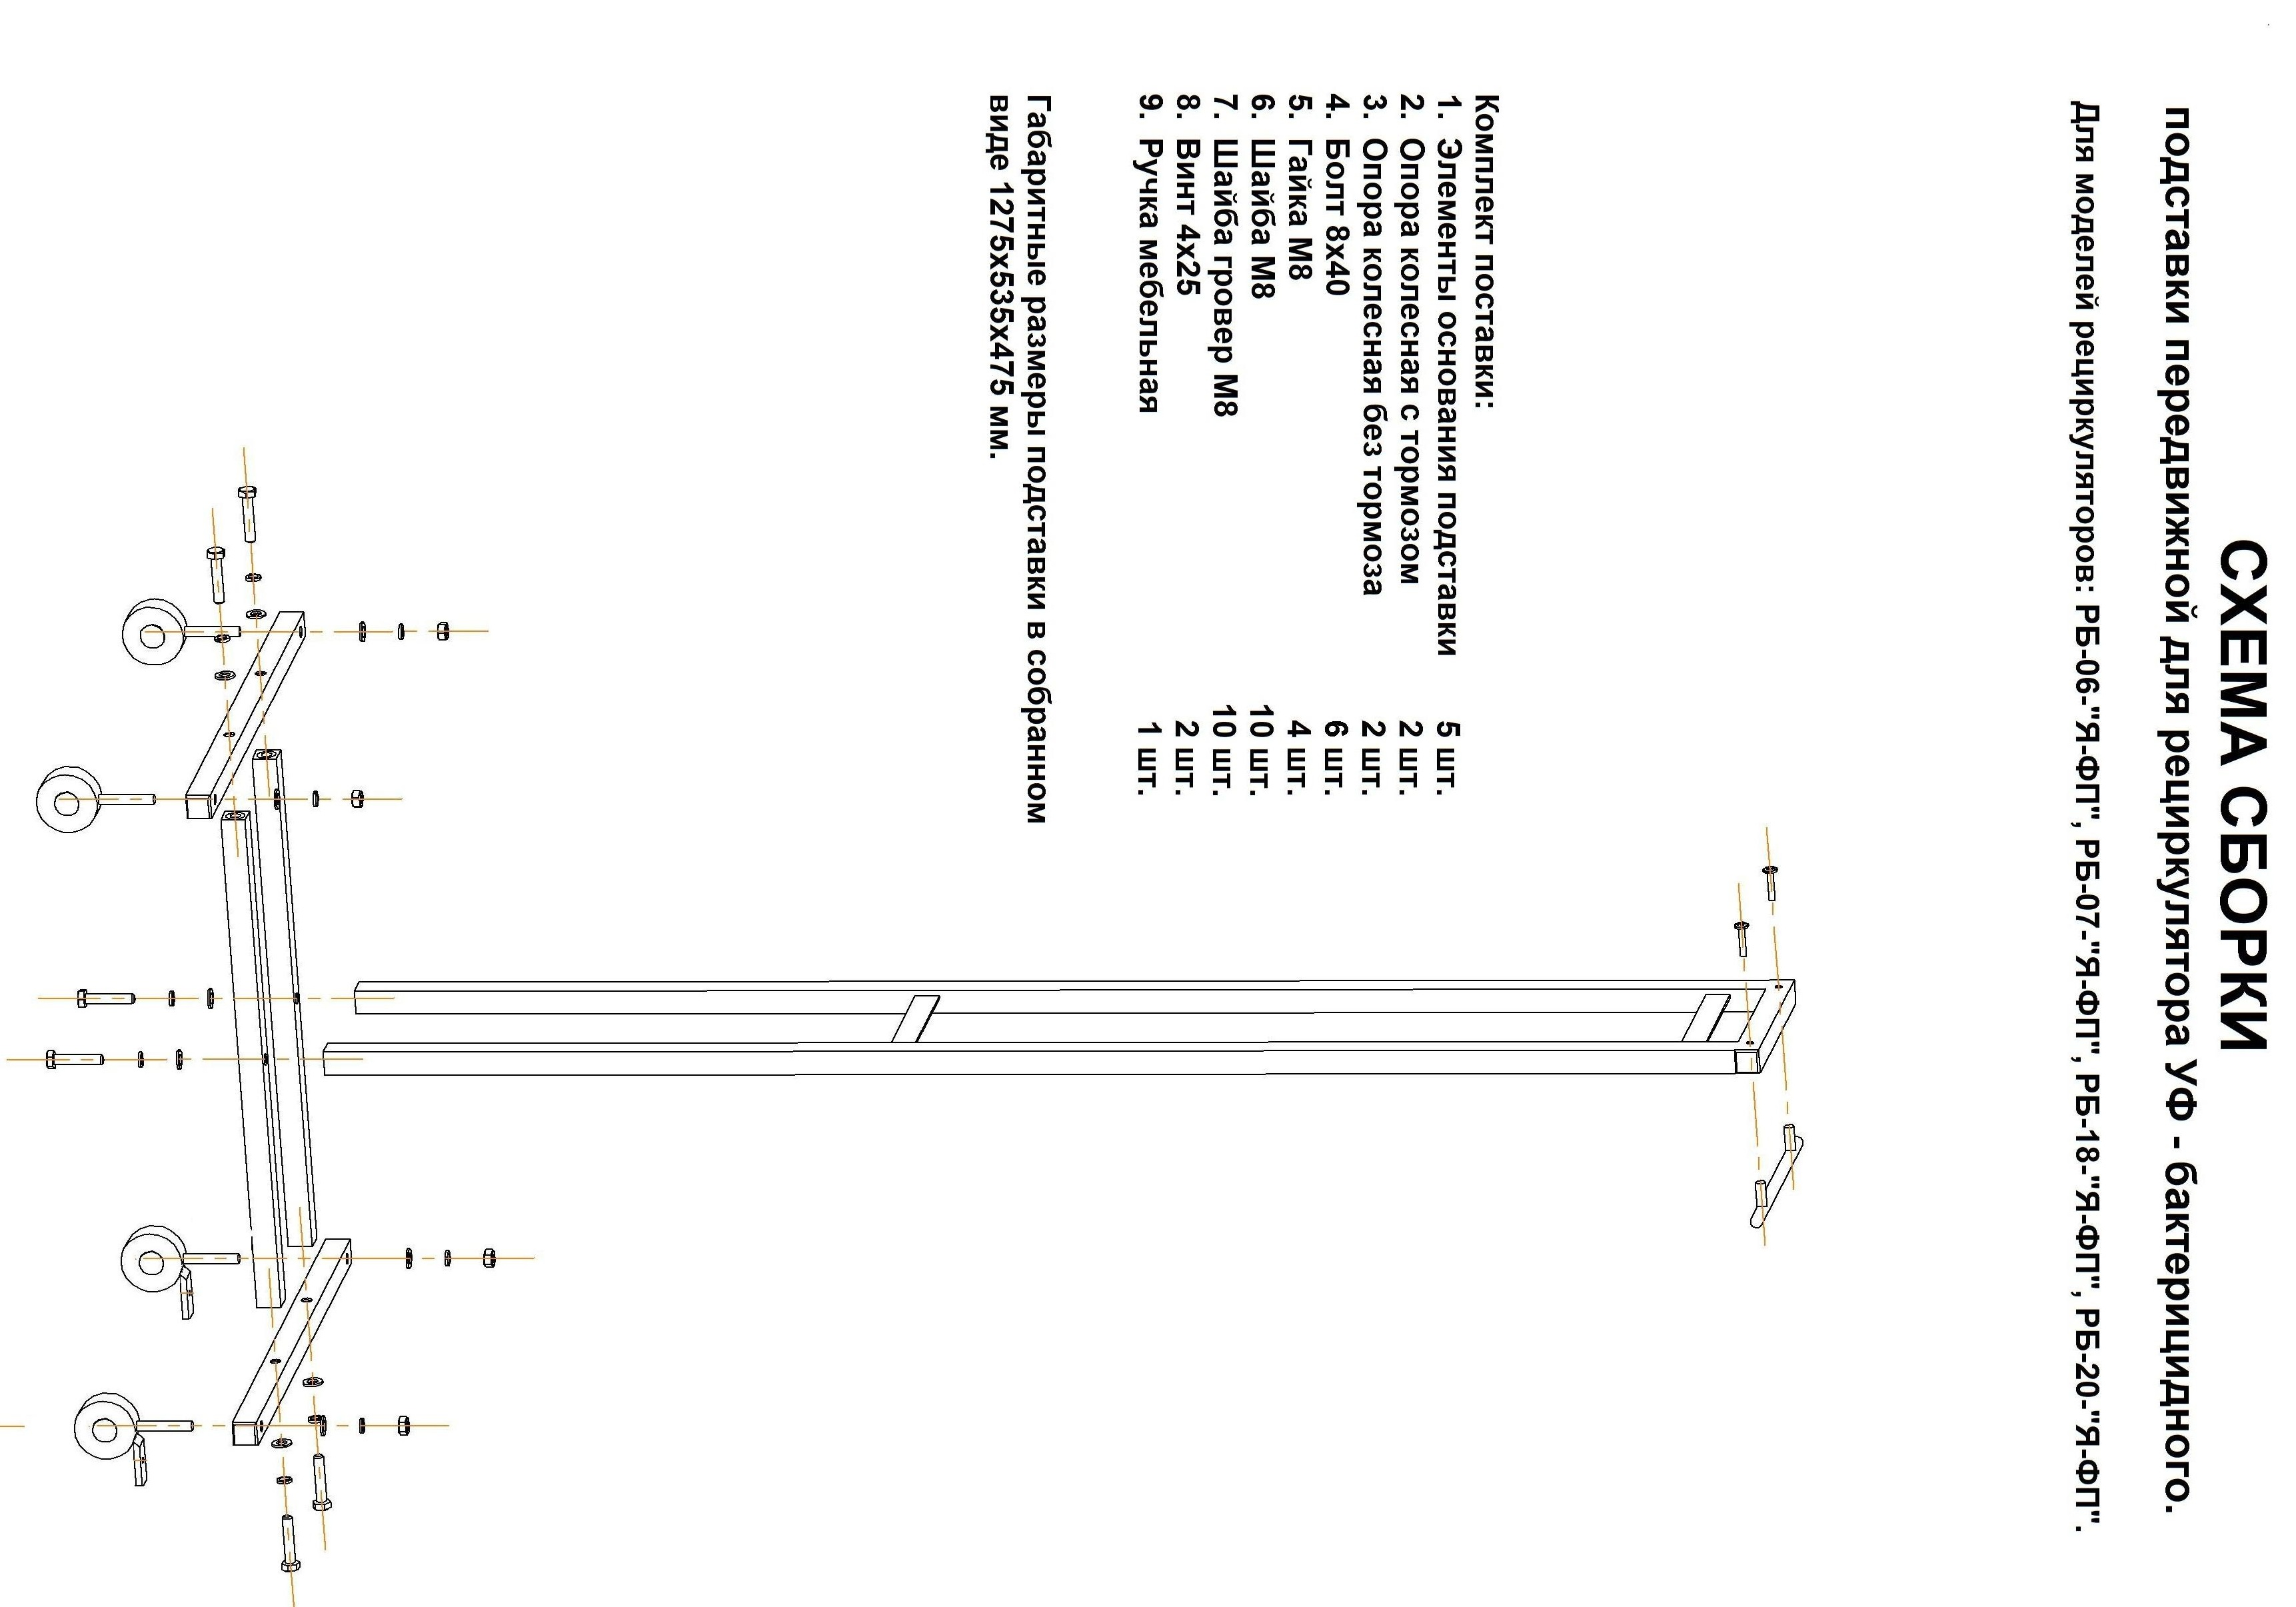 СХЕМА СБОРКИ
подставки передвижной для рециркулятора УФ - бактерицидного.
Для моделей рециркуляторов: РБ-06-"Я-ФП", РБ-07-"Я-ФП", РБ-18-"Я-ФП", РБ-20-"Я-ФП".
Комплект поставки:
1. Элементы основания подставки 5 шт.
2. Опора колесная с тормозом 2 шт.
3. Опора колесная без тормоза 2 шт.
4. Болт 8х40 6 шт.
5. Гайка М8 4 шт.
6. Шайба М8 10 шт.
7. Шайба гровер М8 10 шт.
8. Винт 4х25 2 шт.
9. Ручка мебельная 1 шт.
Габаритные размеры подставки в собранном
виде 1275х535х475 мм.